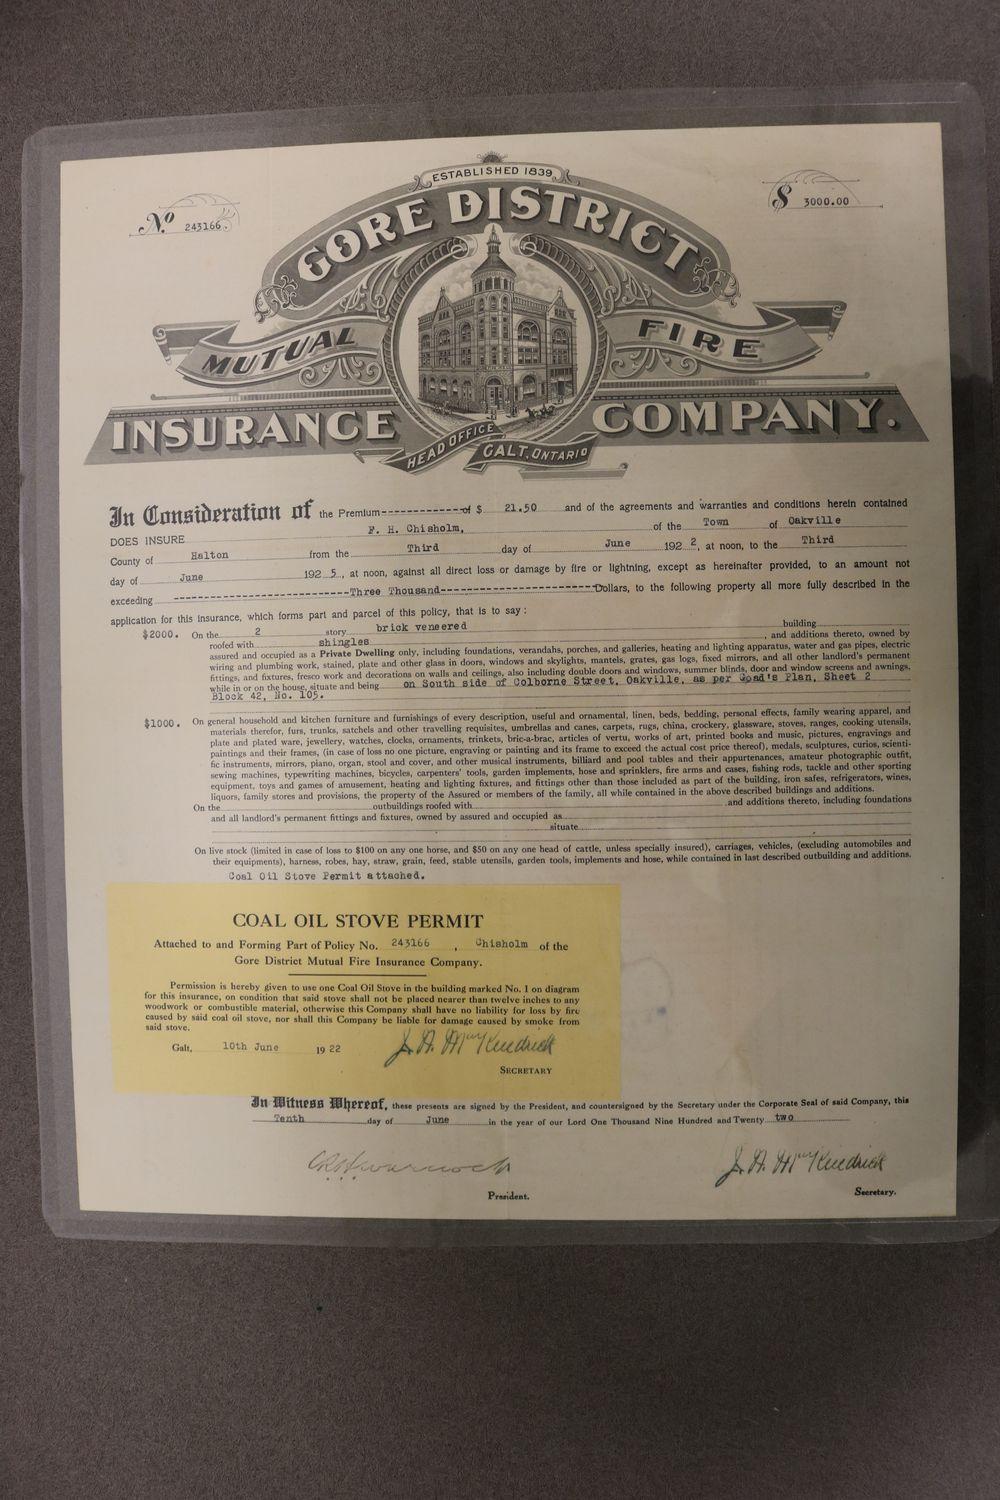 ESTABLISHED 1839
No 243166.
$ 3000.00
GORE DISTRICT
MUTUAL FIRE
INSURANCE COMPANY.
HEAD OFFICE GALT, ONTARIO
In Consideration of the Premium-------------of $ 21.50 and of the agreements and warranties and conditions herein contained
DOES INSURE F. H. Chisholm, of the Town of Oakville
County of Halton from the Third day of June 1922, at noon, to the Third
day of June 1925, at noon, against all direct loss or damage by fire or lightning, except as hereinafter provided, to an amount not
exceeding ---------------------------Three Thousand-----------------------Dollars, to the following property all more fully described in the
application for this insurance, which forms part and parcel of this policy, that is to say:
$2000. On the 2 story brick veneered building
roofed with shingles, and additions thereto, owned by
assured and occupied as a Private Dwelling only, including foundations, verandahs, porches, and galleries, heating and lighting apparatus, water and gas pipes, electric
wiring and plumbing work, stained, plate and other glass in doors, windows and skylights, mantels, grates, gas logs, fixed mirrors, and all other landlord's permanent
fittings, and fixtures, fresco work and decorations on walls and ceilings, also including double doors and windows, summer blinds, door and window screens and awnings,
while in or on the house, situate and being on South side of Colborne Street, Oakville, as per Goad's Plan, Sheet 2
Block 42, No. 105.
$1000. On general household and kitchen furniture and furnishings of every description, useful and ornamental, linen, beds, bedding, personal effects, family wearing apparel, and
materials therefor, furs, trunks, satchels and other travelling requisites, umbrellas and canes, carpets, rugs, china, crockery, glassware, stoves, ranges, cooking utensils,
plate and plated ware, jewellery, watches, clocks, ornaments, trinkets, bric-a-brac, articles of vertu, works of art, printed books and music, pictures, engravings and
paintings and their frames, (in case of loss no one picture, engraving or painting and its frame to exceed the actual cost price thereof), medals, sculptures, curios, scienti-
fic instruments, mirrors, piano, organ, stool and cover, and other musical instruments, billiard and pool tables and their appurtenances, amateur photographic outfit,
sewing machines, typewriting machines, bicycles, carpenters' tools, garden implements, hose and sprinklers, fire arms and cases, fishing rods, tackle and other sporting
equipment, toys and games of amusement, heating and lighting fixtures, and fittings other than those included as part of the building, iron safes, refrigerators, wines,
liquors, family stores and provisions, the property of the Assured or members of the family, all while contained in the above described buildings and additions.
On the outbuildings roofed with and additions thereto, including foundations
and all landlord's permanent fittings and fixtures, owned by assured and occupied as
situate
On live stock (limited in case of loss to $100 on any one horse, and $50 on any one head of cattle, unless specially insured), carriages, vehicles, (excluding automobiles and
their equipments), harness, robes, hay, straw, grain, feed, stable utensils, garden tools, implements and hose, while contained in last described outbuilding and additions.
Coal Oil Stove Permit attached.
COAL OIL STOVE PERMIT
Attached to and Forming Part of Policy No. 243166, Chisholm of the
Gore District Mutual Fire Insurance Company.
Permission is hereby given to use one Coal Oil Stove in the building marked No. 1 on diagram
for this insurance, on condition that said stove shall not be placed nearer than twelve inches to any
woodwork or combustible material, otherwise this Company shall have no liability for loss by fire
caused by said coal oil stove, nor shall this Company be liable for damage caused by smoke from
said stove.
Galt, 10th June 1922 J. N. MacKendrick
SECRETARY
In Witness Whereof, these presents are signed by the President, and countersigned by the Secretary under the Corporate Seal of said Company, this
Tenth day of June in the year of our Lord One Thousand Nine Hundred and Twenty two
J. N. MacKendrick
President.
Secretary.